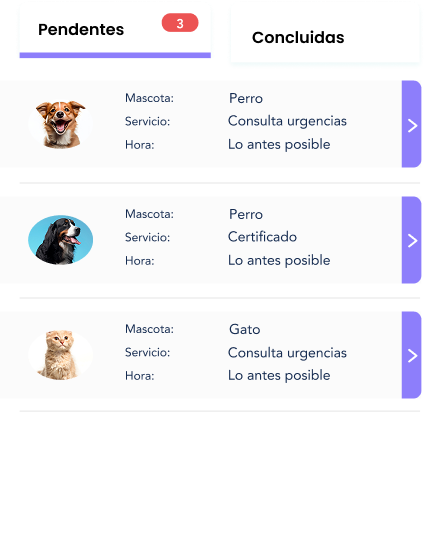 Pendentes 3
Concluidas
Mascota: Perro
Servicio: Consulta urgencias
Hora: Lo antes posible
Mascota: Perro
Servicio: Certificado
Hora: Lo antes posible
Mascota: Gato
Servicio: Consulta urgencias
Hora: Lo antes posible